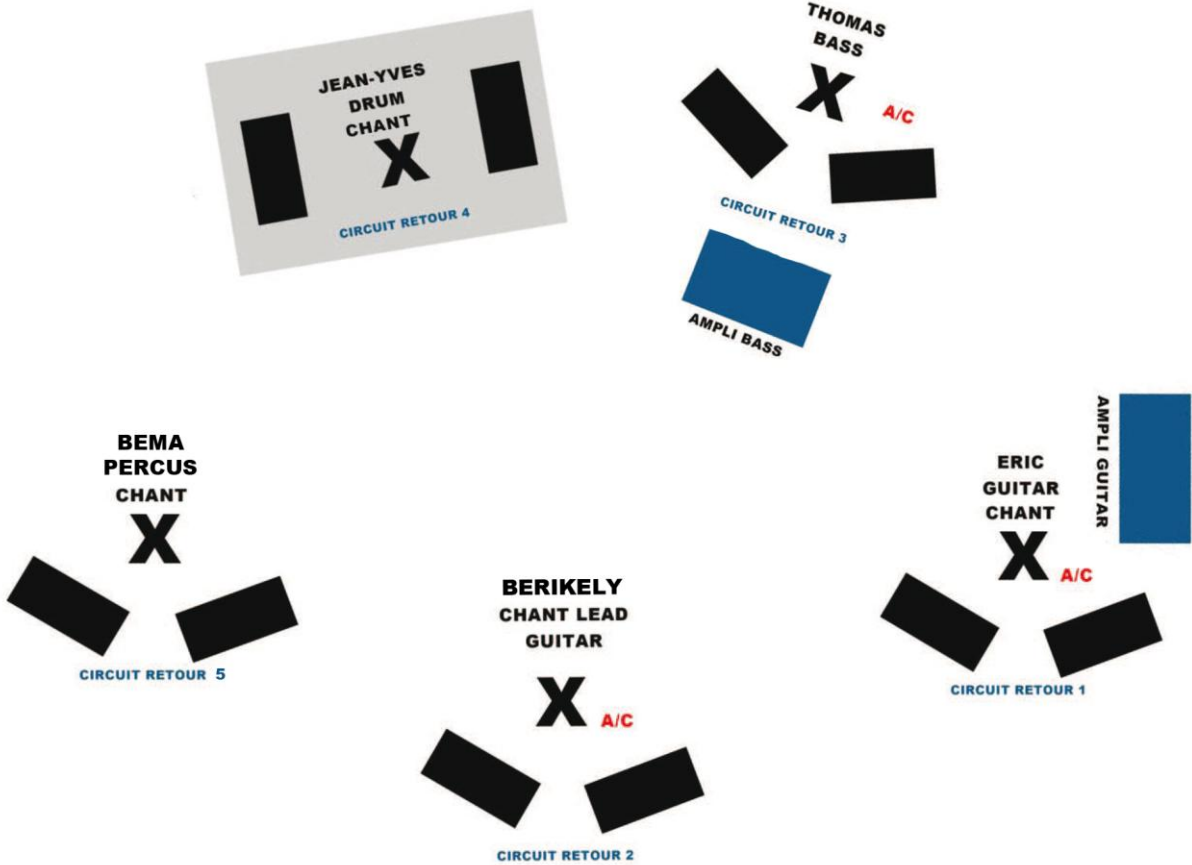 JEAN-YVES
DRUM
CHANT
X
CIRCUIT RETOUR 4
THOMAS
BASS
X
A/C
CIRCUIT RETOUR 3
AMPLI BASS
BEMA
PERCUS
CHANT
X
CIRCUIT RETOUR 5
BERIKELY
CHANT LEAD
GUITAR
X
A/C
CIRCUIT RETOUR 2
ERIC
GUITAR
CHANT
X
A/C
CIRCUIT RETOUR 1
AMPLI GUITAR